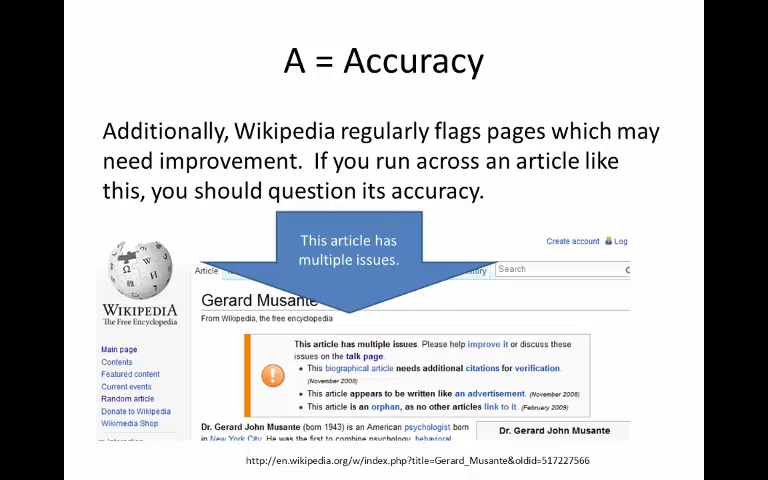 A = Accuracy
Additionally, Wikipedia regularly flags pages which may
need improvement.  If you run across an article like
this, you should question its accuracy.
This article has
multiple issues.
Create account
Log
Article
Search
WIKIPEDIA
The Free Encyclopedia
Gerard Musante
From Wikipedia, the free encyclopedia
Main page
Contents
Featured content
Current events
Random article
Donate to Wikipedia
Wikimedia Shop
This article has multiple issues. Please help improve it or discuss these
issues on the talk page.
• This biographical article needs additional citations for verification.
(November 2008)
• This article appears to be written like an advertisement. (November 2008)
• This article is an orphan, as no other articles link to it. (February 2009)
Dr. Gerard John Musante (born 1943) is an American psychologist born
in New York City. He was the first to combine psychology, behavioral
Dr. Gerard John Musante
http://en.wikipedia.org/w/index.php?title=Gerard_Musante&oldid=517227566